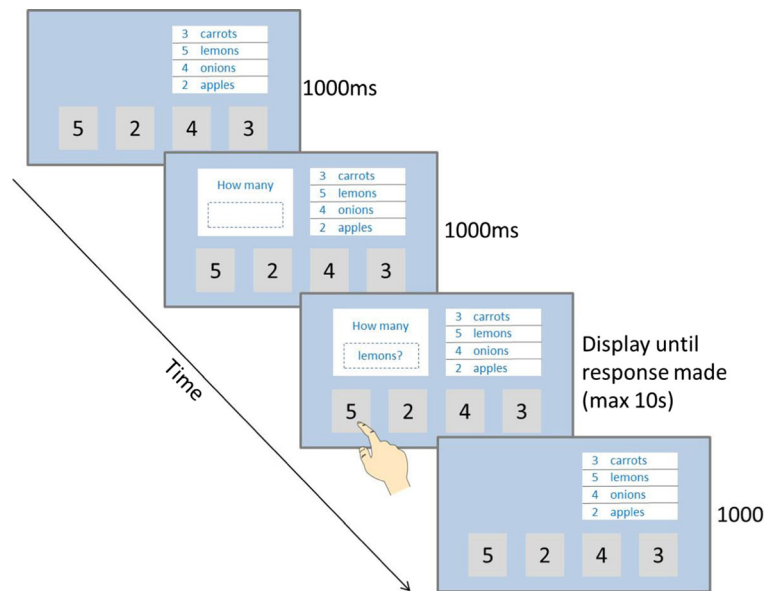 3 carrots
5 lemons
4 onions
2 apples
1000ms
5 2 4 3
How many
3 carrots
5 lemons
4 onions
2 apples
1000ms
5 2 4 3
How many
lemons?
3 carrots
5 lemons
4 onions
2 apples
Display until
response made
(max 10s)
5 2 4 3
Time
3 carrots
5 lemons
4 onions
2 apples
1000
5 2 4 3